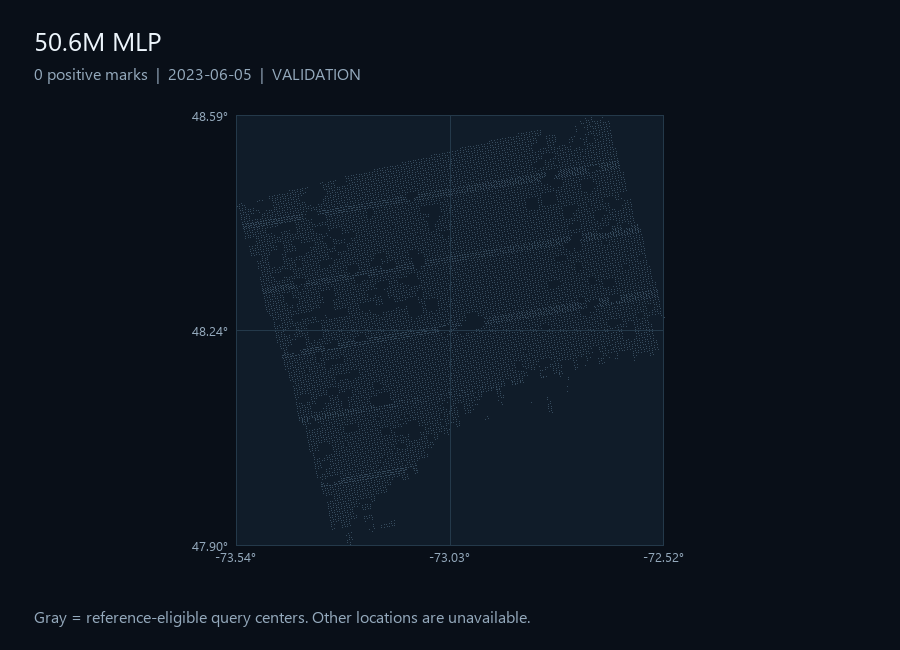 50.6M MLP
0 positive marks | 2023-06-05 | VALIDATION
48.59°
48.24°
47.90°
-73.54° -73.03° -72.52°
Gray = reference-eligible query centers. Other locations are unavailable.